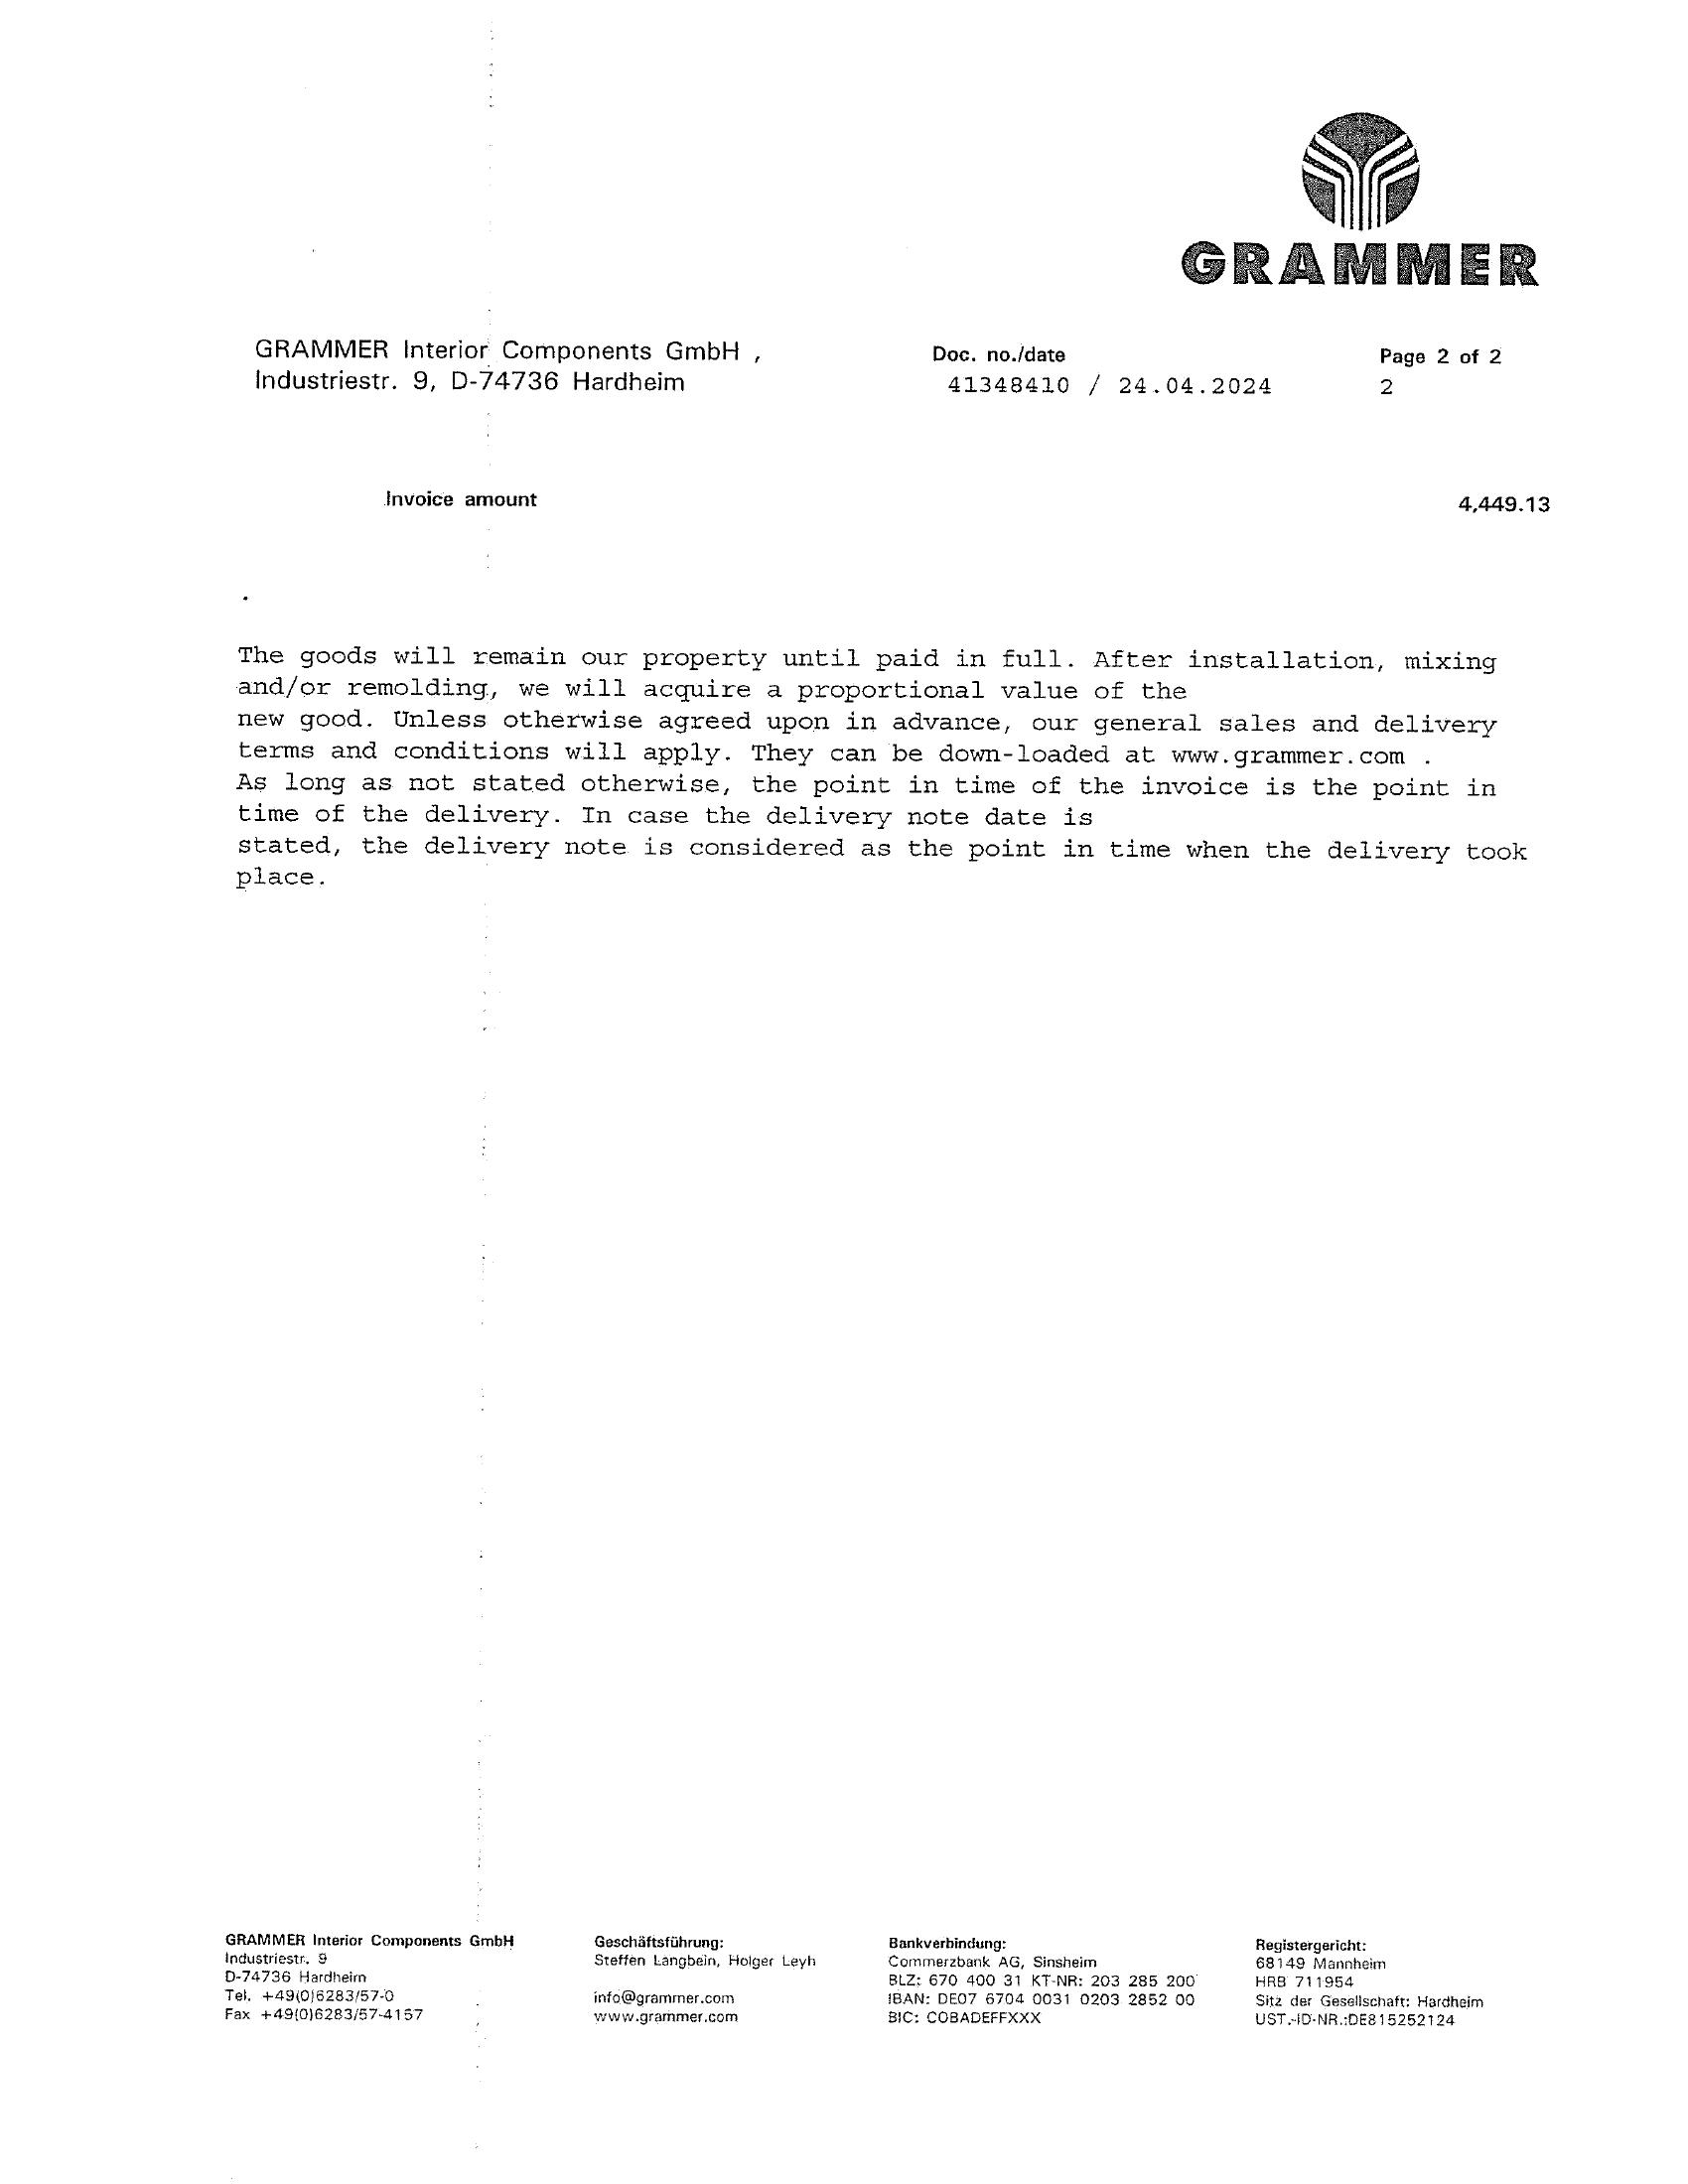 GRAMMER
GRAMMER Interior Components GmbH ,
Industriestr. 9, D-74736 Hardheim
Doc. no./date
41348410 / 24.04.2024
Page 2 of 2
2
Invoice amount
4,449.13
.
The goods will remain our property until paid in full. After installation, mixing
and/or remolding, we will acquire a proportional value of the
new good. Unless otherwise agreed upon in advance, our general sales and delivery
terms and conditions will apply. They can be down-loaded at www.grammer.com .
As long as not stated otherwise, the point in time of the invoice is the point in
time of the delivery. In case the delivery note date is
stated, the delivery note is considered as the point in time when the delivery took
place.
GRAMMER Interior Components GmbH
Industriestr. 9
D-74736 Hardheim
Tel. +49(0)6283/57-0
Fax +49(0)6283/57-4157
Geschäftsführung:
Steffen Langbein, Holger Leyh
info@grammer.com
www.grammer.com
Bankverbindung:
Commerzbank AG, Sinsheim
BLZ: 670 400 31 KT-NR: 203 285 200
IBAN: DE07 6704 0031 0203 2852 00
BIC: COBADEFFXXX
Registergericht:
68149 Mannheim
HRB 711954
Sitz der Gesellschaft: Hardheim
UST.-ID-NR.:DE815252124